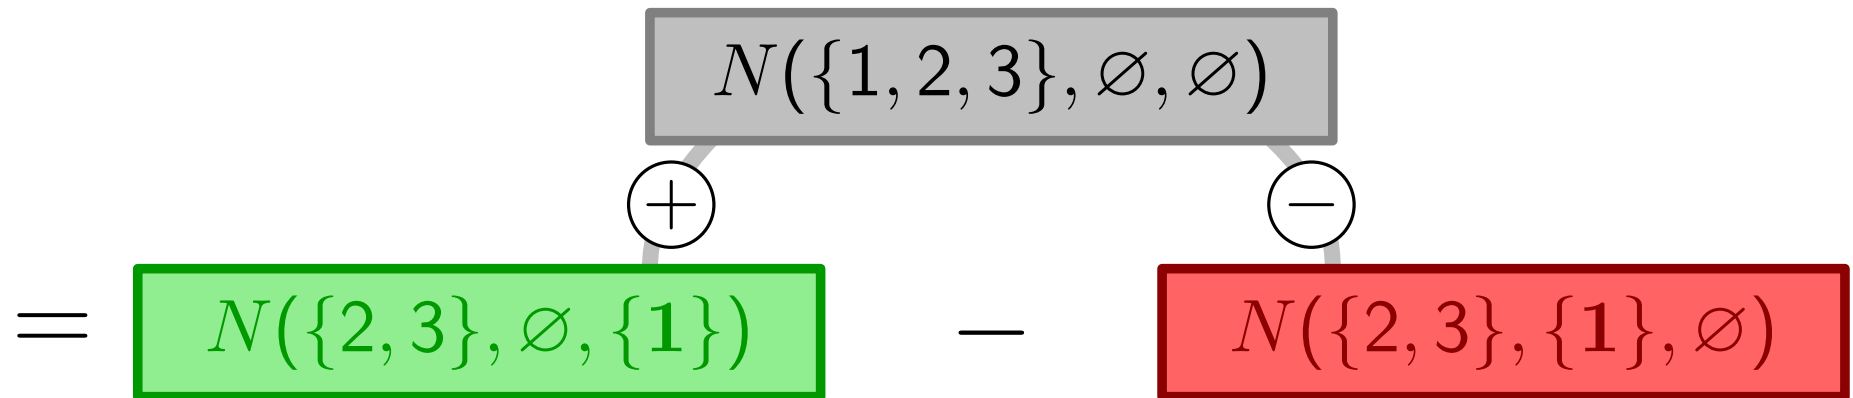 N({1, 2, 3}, ∅, ∅)
+ −
= N({2, 3}, ∅, {1}) − N({2, 3}, {1}, ∅)